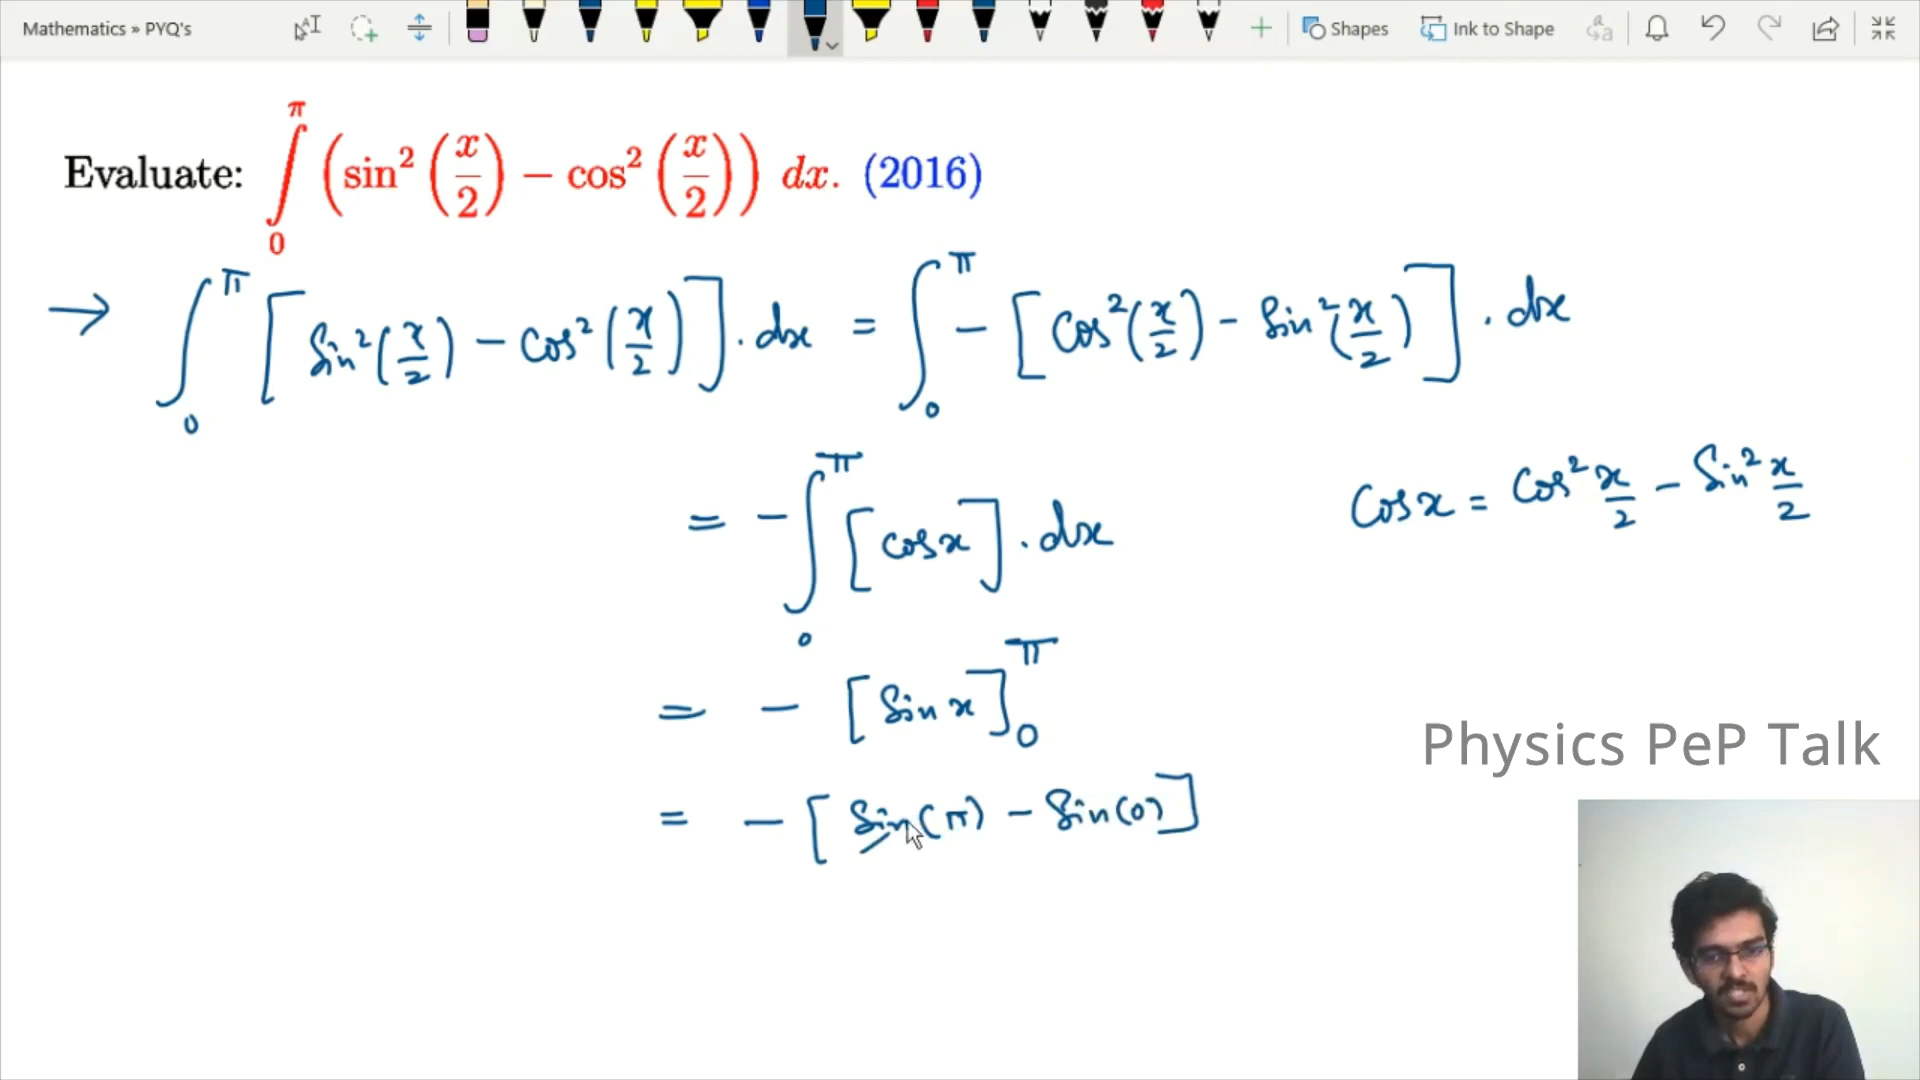 Mathematics » PYQ's
Shapes
Ink to Shape
Evaluate: ∫₀^π (sin² (x/2) − cos² (x/2)) dx. (2016)
→ ∫₀^π [Sin²(x/2) − Cos²(x/2)] . dx = ∫₀^π − [Cos²(x/2) − Sin²(x/2)] . dx
= − ∫₀^π [cosx] . dx
Cosx = Cos² x/2 − Sin² x/2
= − [Sin x]₀^π
Physics PeP Talk
= − [Sin(π) − Sin(0)]